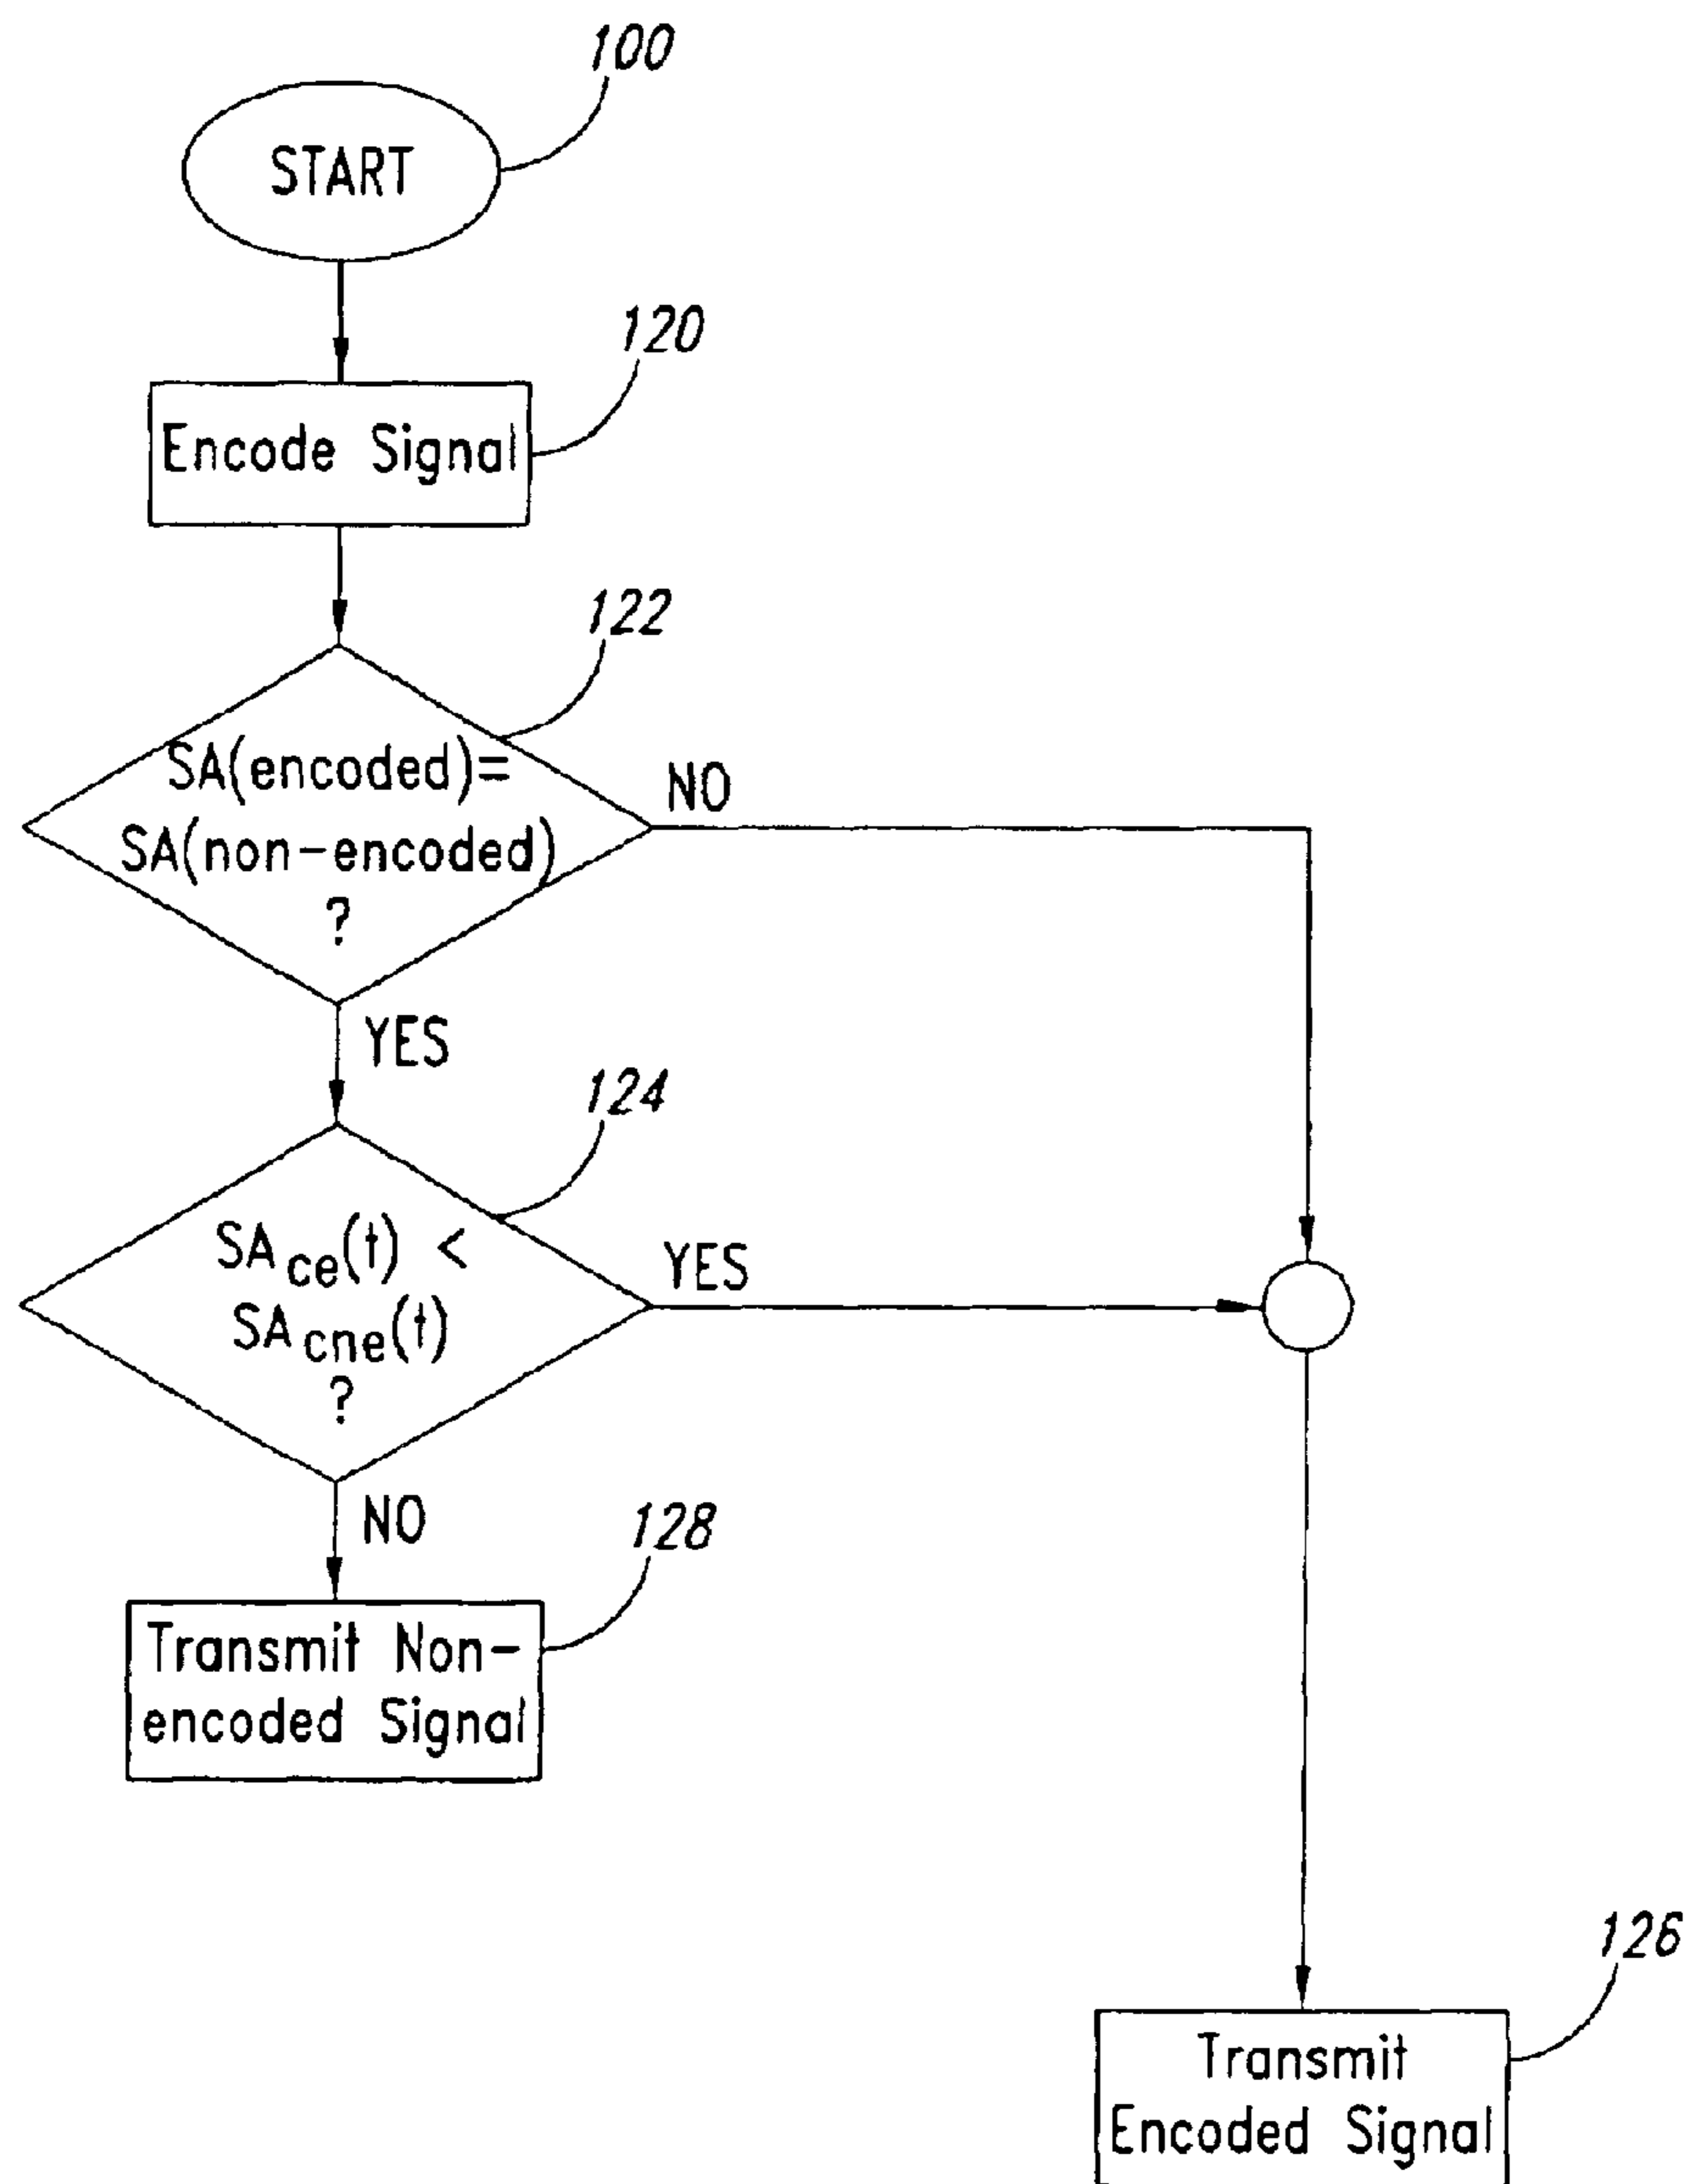 100
START
120
Encode Signal
122
SA(encoded)=
SA(non-encoded)
?
NO
YES
124
SAce(t) <
SAcne(t)
?
YES
NO
128
Transmit Non-
encoded Signal
126
Transmit
Encoded Signal